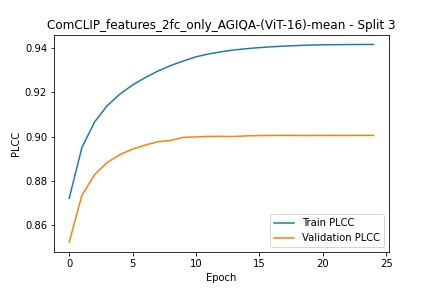 ComCLIP_features_2fc_only_AGIQA-(ViT-16)-mean - Split 3
0.94
0.92
0.90
0.88
0.86
PLCC
Train PLCC
Validation PLCC
0 5 10 15 20 25
Epoch